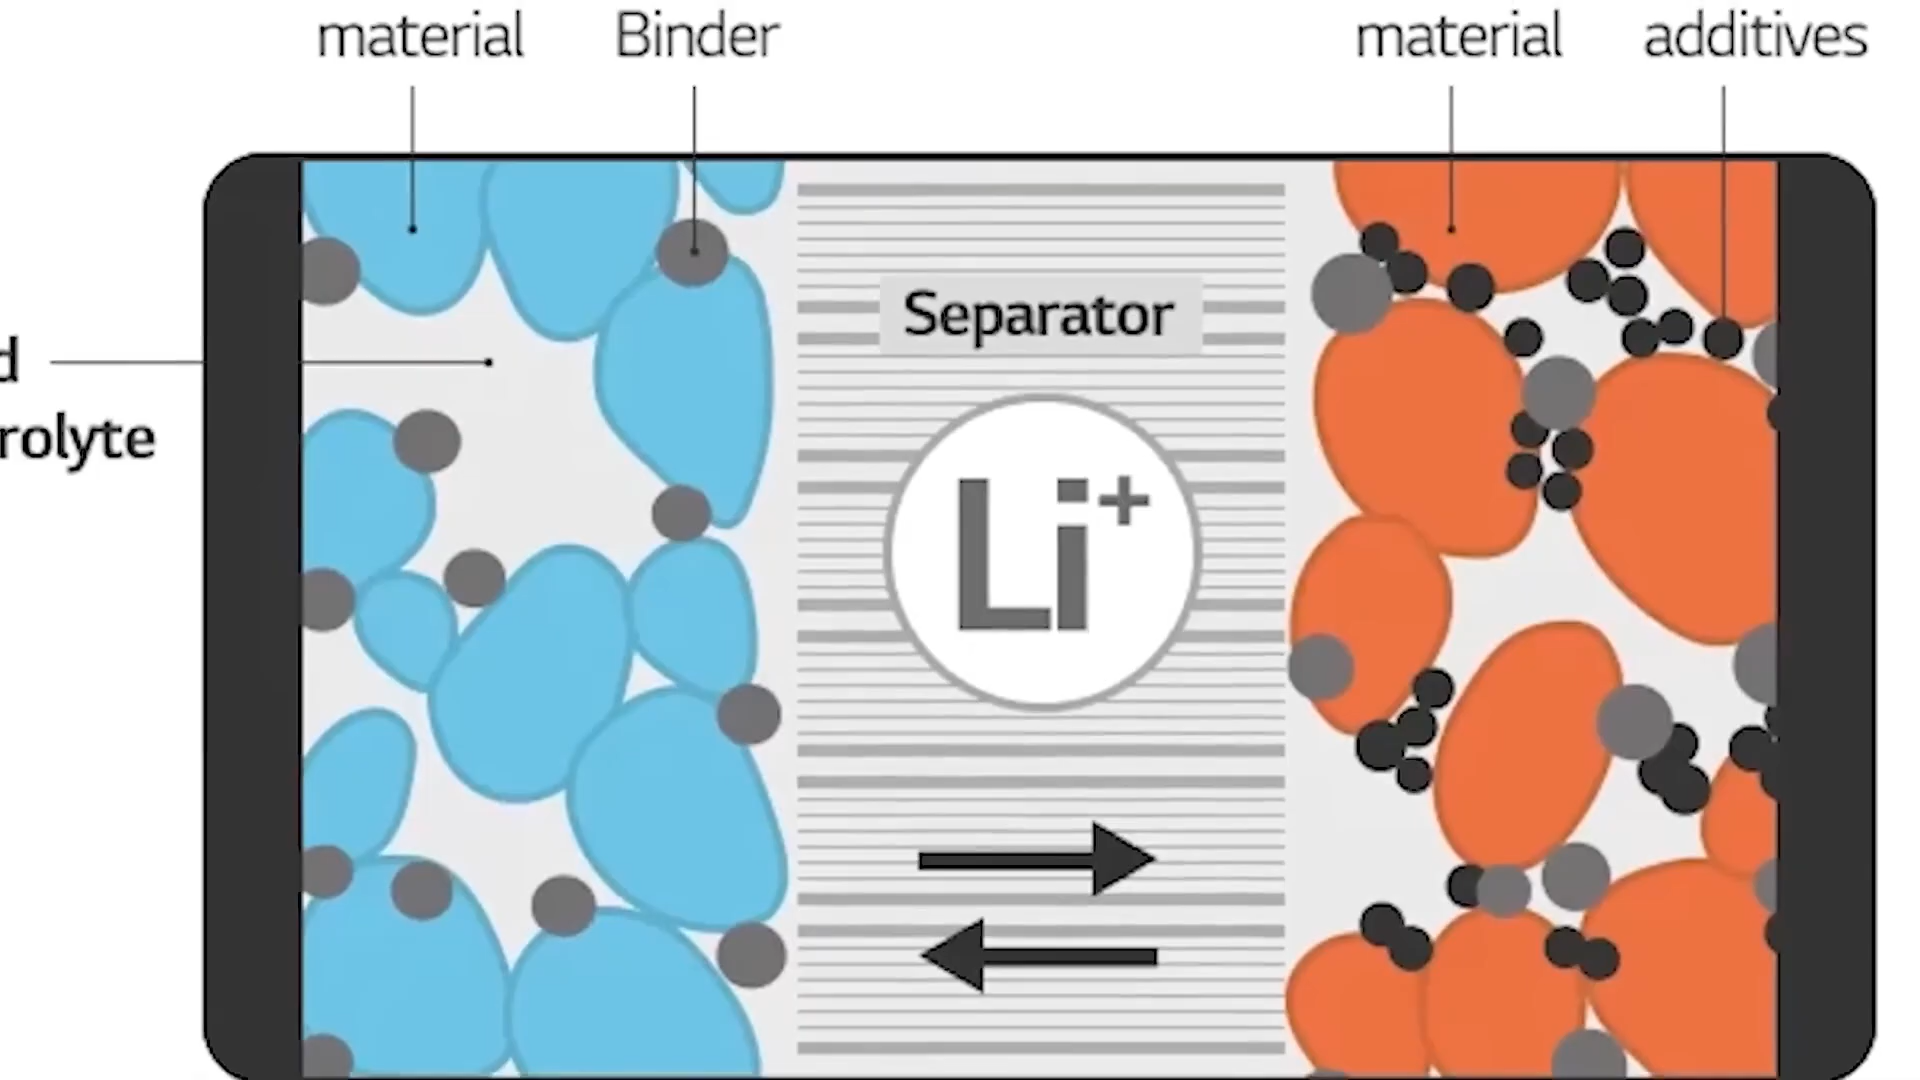 material Binder material additives
Separator
d
rolyte
Li+